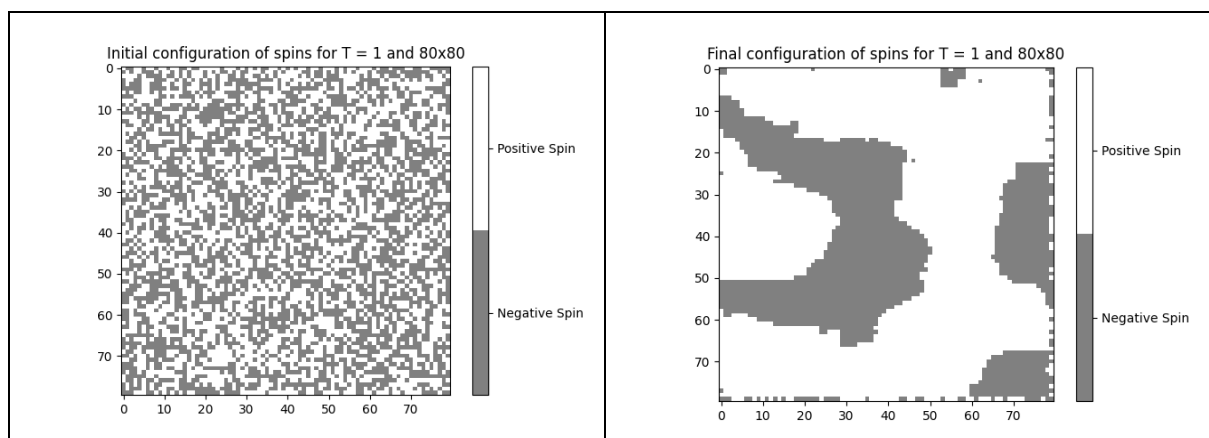 Initial configuration of spins for T = 1 and 80x80
0
10
20
30
40
50
60
70
0 10 20 30 40 50 60 70
Positive Spin
Negative Spin
Final configuration of spins for T = 1 and 80x80
0
10
20
30
40
50
60
70
0 10 20 30 40 50 60 70
Positive Spin
Negative Spin